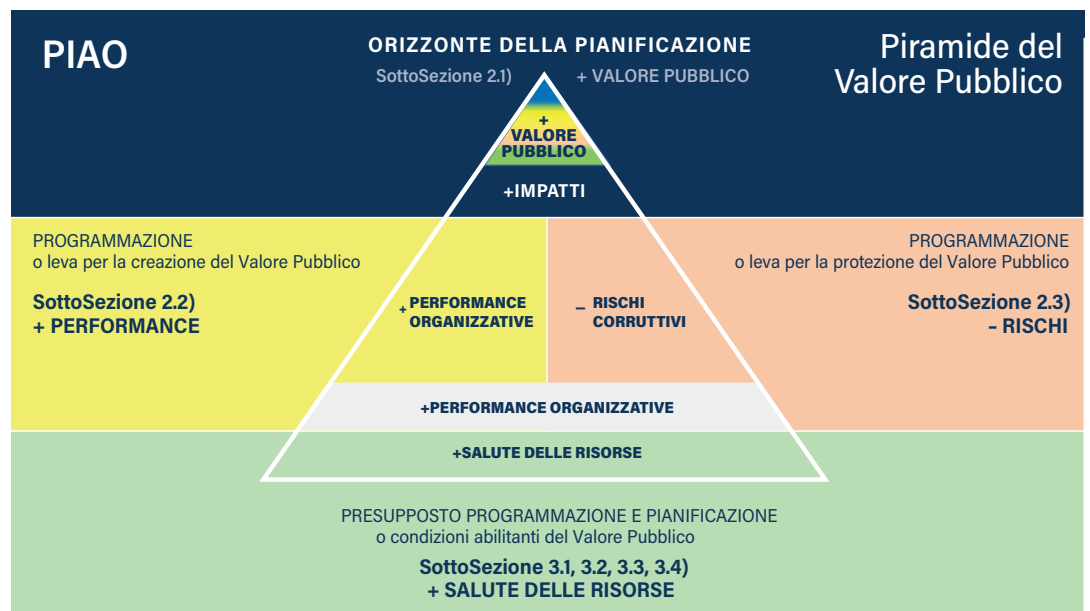 PIAO
ORIZZONTE DELLA PIANIFICAZIONE
SottoSezione 2.1) + VALORE PUBBLICO
Piramide del
Valore Pubblico
+
VALORE
PUBBLICO
+IMPATTI
PROGRAMMAZIONE
o leva per la creazione del Valore Pubblico
SottoSezione 2.2)
+ PERFORMANCE
+ PERFORMANCE
ORGANIZZATIVE
– RISCHI
CORRUTTIVI
PROGRAMMAZIONE
o leva per la protezione del Valore Pubblico
SottoSezione 2.3)
– RISCHI
+PERFORMANCE ORGANIZZATIVE
+SALUTE DELLE RISORSE
PRESUPPOSTO PROGRAMMAZIONE E PIANIFICAZIONE
o condizioni abilitanti del Valore Pubblico
SottoSezione 3.1, 3.2, 3.3, 3.4)
+ SALUTE DELLE RISORSE